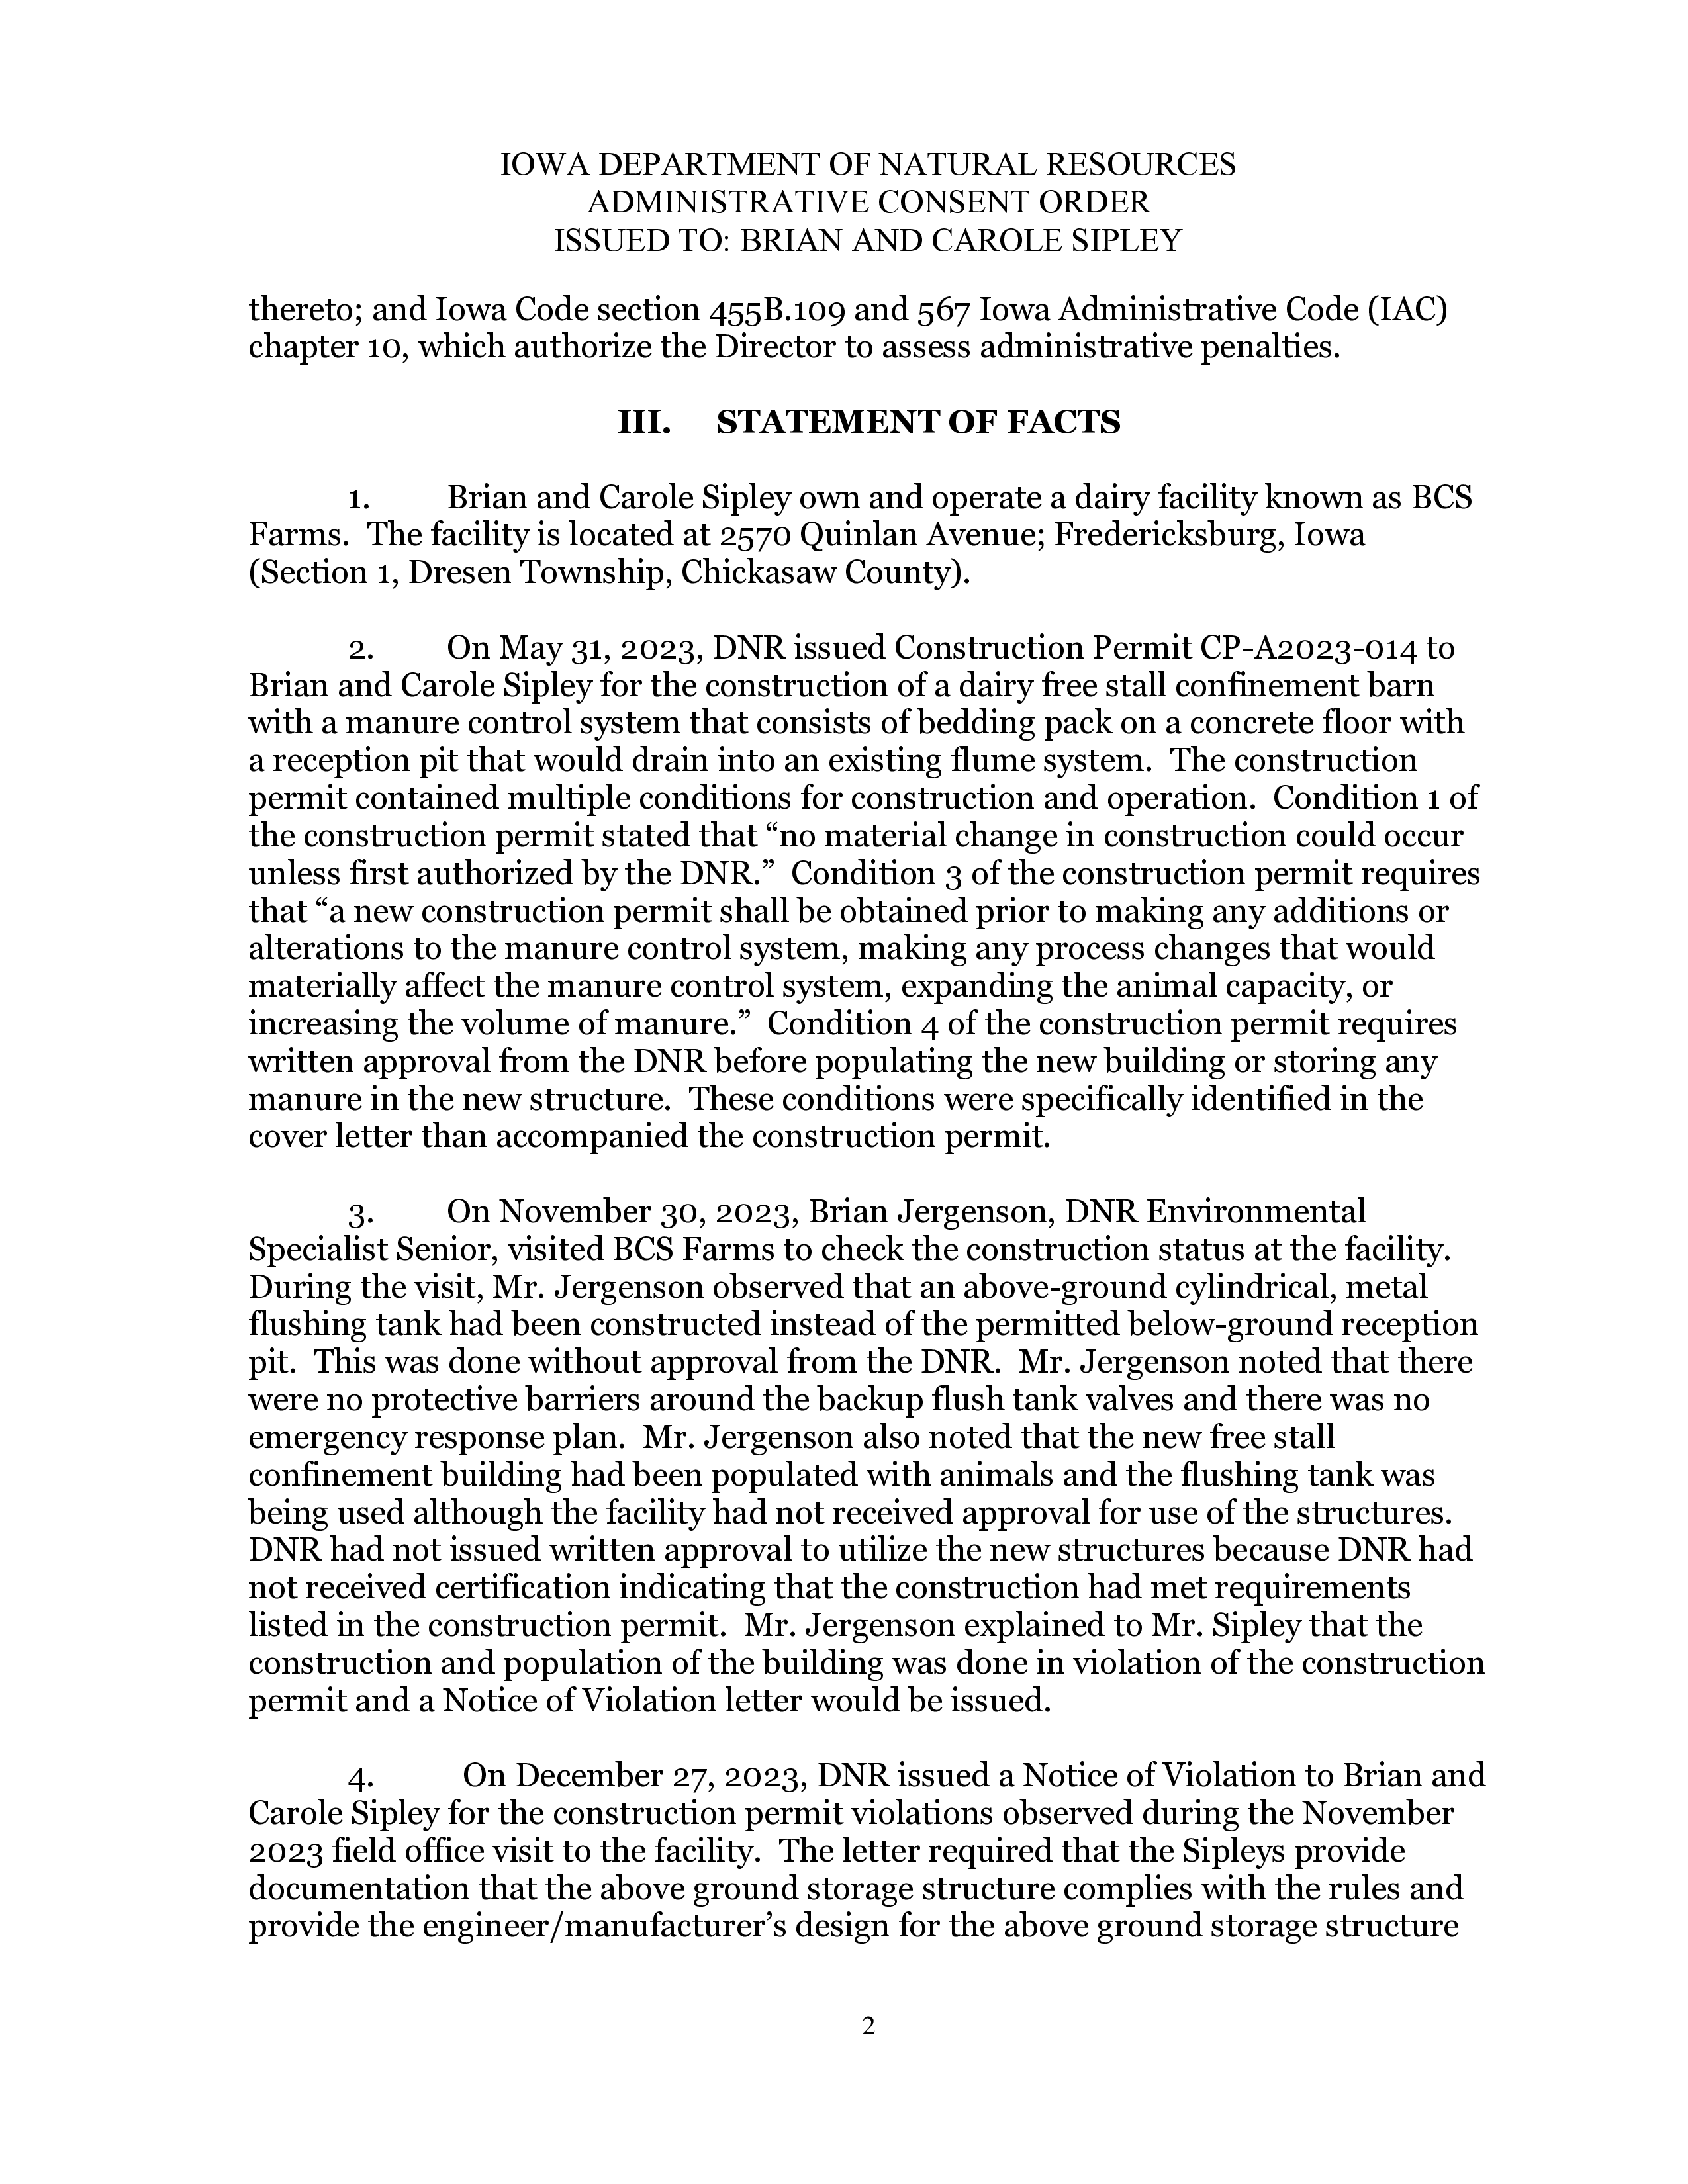 IOWA DEPARTMENT OF NATURAL RESOURCES
ADMINISTRATIVE CONSENT ORDER
ISSUED TO: BRIAN AND CAROLE SIPLEY
thereto; and Iowa Code section 455B.109 and 567 Iowa Administrative Code (IAC)
chapter 10, which authorize the Director to assess administrative penalties.
III. STATEMENT OF FACTS
1. Brian and Carole Sipley own and operate a dairy facility known as BCS
Farms. The facility is located at 2570 Quinlan Avenue; Fredericksburg, Iowa
(Section 1, Dresen Township, Chickasaw County).
2. On May 31, 2023, DNR issued Construction Permit CP-A2023-014 to
Brian and Carole Sipley for the construction of a dairy free stall confinement barn
with a manure control system that consists of bedding pack on a concrete floor with
a reception pit that would drain into an existing flume system. The construction
permit contained multiple conditions for construction and operation. Condition 1 of
the construction permit stated that “no material change in construction could occur
unless first authorized by the DNR.” Condition 3 of the construction permit requires
that “a new construction permit shall be obtained prior to making any additions or
alterations to the manure control system, making any process changes that would
materially affect the manure control system, expanding the animal capacity, or
increasing the volume of manure.” Condition 4 of the construction permit requires
written approval from the DNR before populating the new building or storing any
manure in the new structure. These conditions were specifically identified in the
cover letter than accompanied the construction permit.
3. On November 30, 2023, Brian Jergenson, DNR Environmental
Specialist Senior, visited BCS Farms to check the construction status at the facility.
During the visit, Mr. Jergenson observed that an above-ground cylindrical, metal
flushing tank had been constructed instead of the permitted below-ground reception
pit. This was done without approval from the DNR. Mr. Jergenson noted that there
were no protective barriers around the backup flush tank valves and there was no
emergency response plan. Mr. Jergenson also noted that the new free stall
confinement building had been populated with animals and the flushing tank was
being used although the facility had not received approval for use of the structures.
DNR had not issued written approval to utilize the new structures because DNR had
not received certification indicating that the construction had met requirements
listed in the construction permit. Mr. Jergenson explained to Mr. Sipley that the
construction and population of the building was done in violation of the construction
permit and a Notice of Violation letter would be issued.
4. On December 27, 2023, DNR issued a Notice of Violation to Brian and
Carole Sipley for the construction permit violations observed during the November
2023 field office visit to the facility. The letter required that the Sipleys provide
documentation that the above ground storage structure complies with the rules and
provide the engineer/manufacturer’s design for the above ground storage structure
2